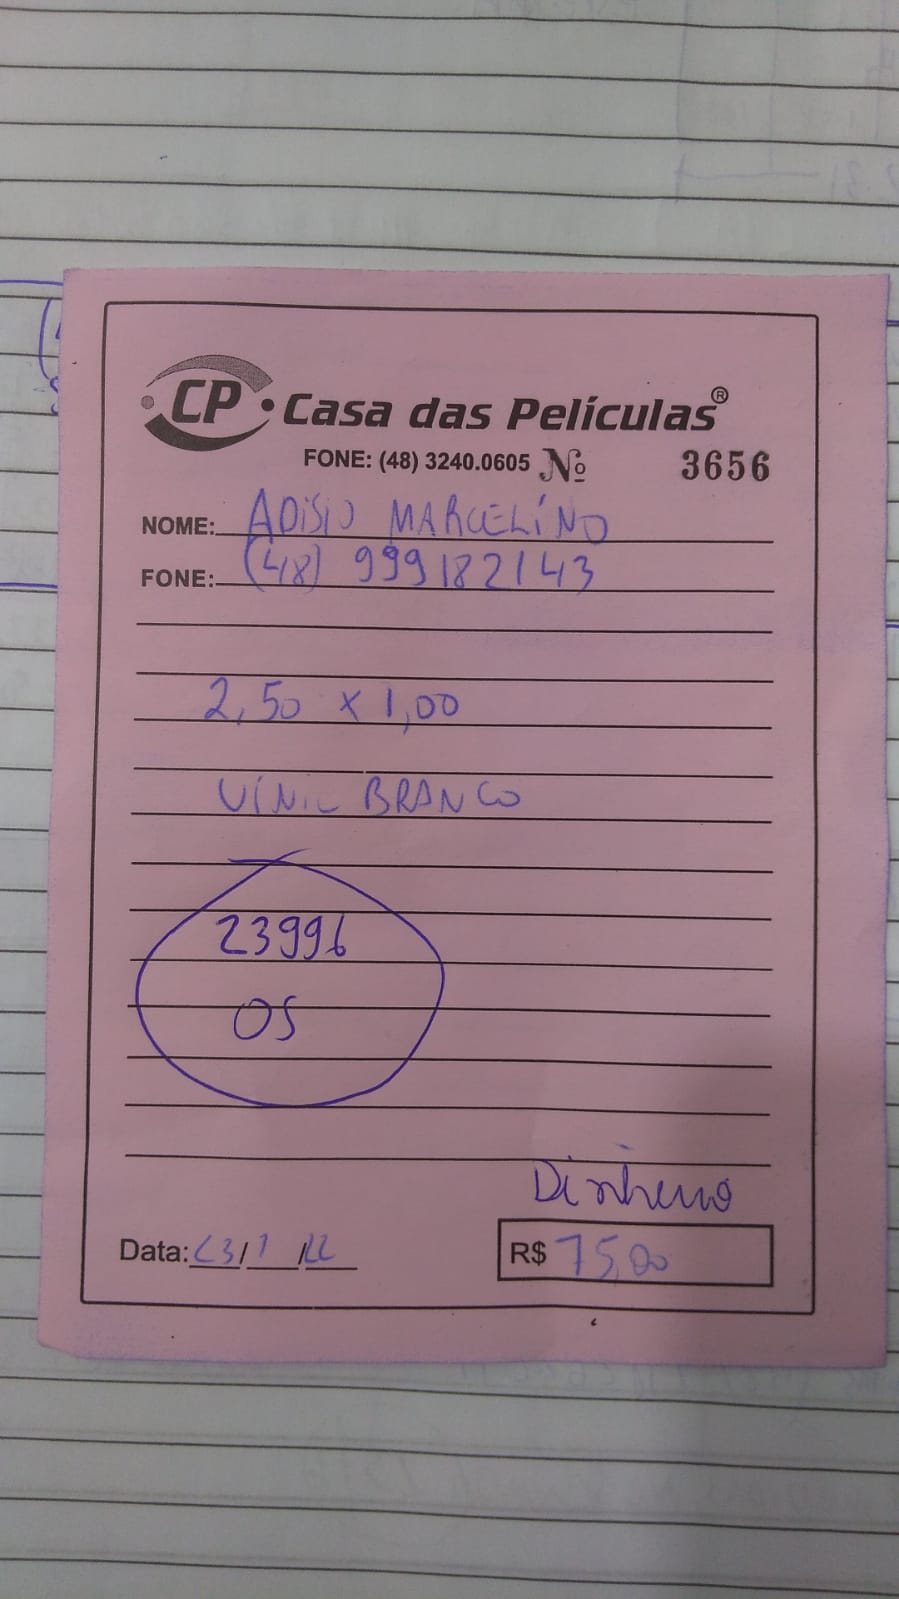 CP Casa das Películas®
FONE: (48) 3240.0605 Nº 3656
NOME: ADISIO MARCELINO
FONE: (48) 999182143
2,50 x 1,00
VINIL BRANCO
23996
OS
Dinheiro
Data: 23/1/22 R$ 75,00